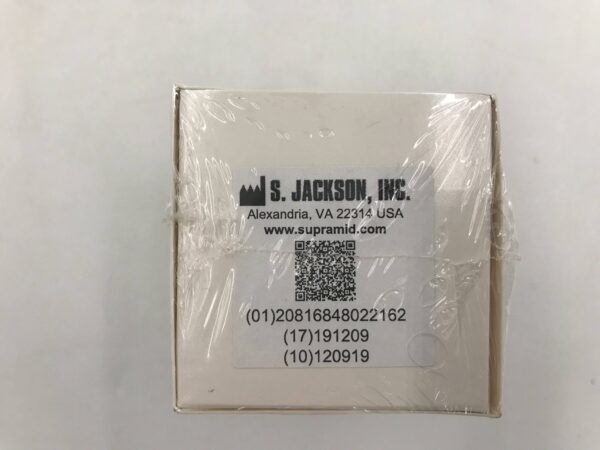 S. JACKSON, INC.
Alexandria, VA 22314 USA
www.supramid.com
(01)20816848022162
(17)191209
(10)120919